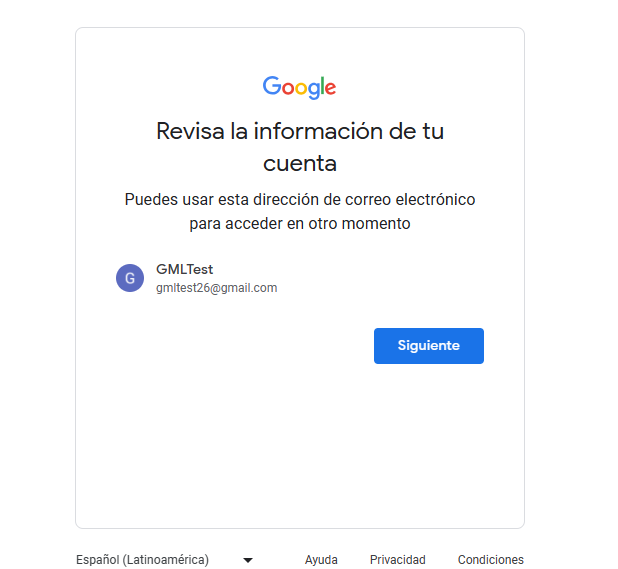 Google
Revisa la información de tu
cuenta
Puedes usar esta dirección de correo electrónico
para acceder en otro momento
G
GMLTest
gmltest26@gmail.com
Siguiente
Español (Latinoamérica)
Ayuda
Privacidad
Condiciones